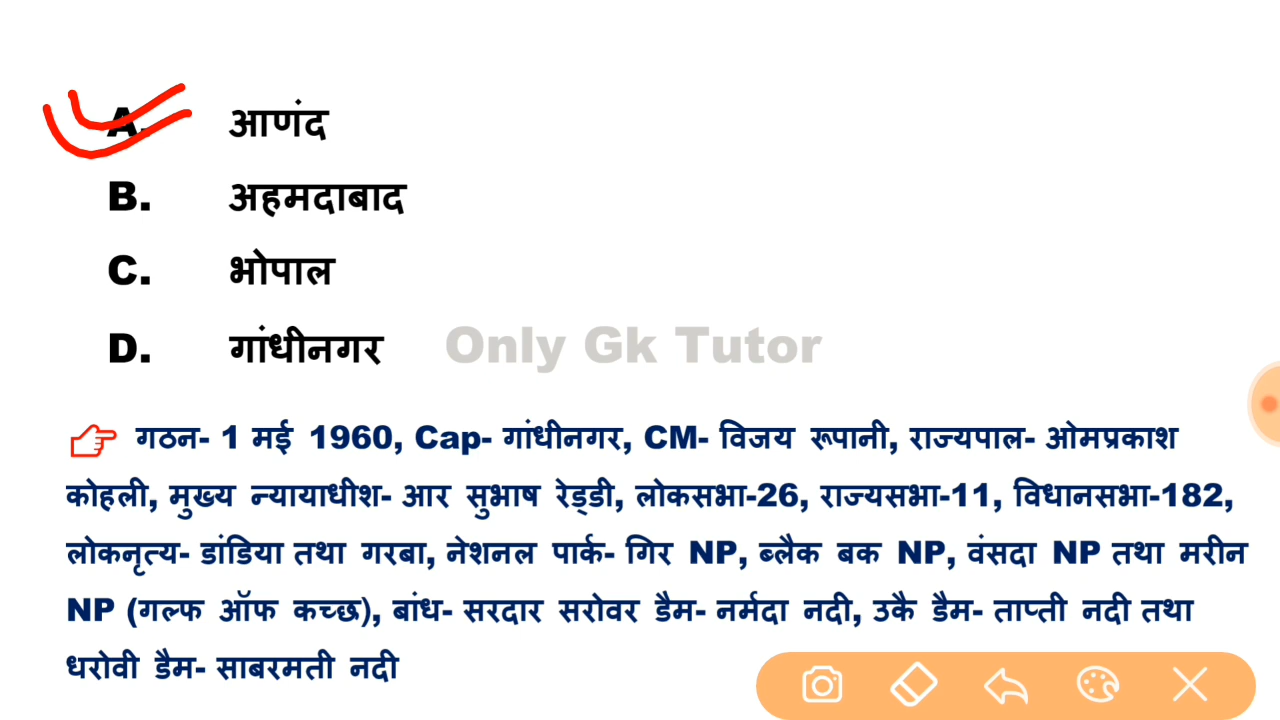 A. आणंद
B. अहमदाबाद
C. भोपाल
D. गांधीनगर
Only Gk Tutor
गठन- 1 मई 1960, Cap- गांधीनगर, CM- विजय रूपानी, राज्यपाल- ओमप्रकाश
कोहली, मुख्य न्यायाधीश- आर सुभाष रेड्डी, लोकसभा-26, राज्यसभा-11, विधानसभा-182,
लोकनृत्य- डांडिया तथा गरबा, नेशनल पार्क- गिर NP, ब्लैक बक NP, वंसदा NP तथा मरीन
NP (गल्फ ऑफ कच्छ), बांध- सरदार सरोवर डैम- नर्मदा नदी, उकै डैम- ताप्ती नदी तथा
धरोवी डैम- साबरमती नदी